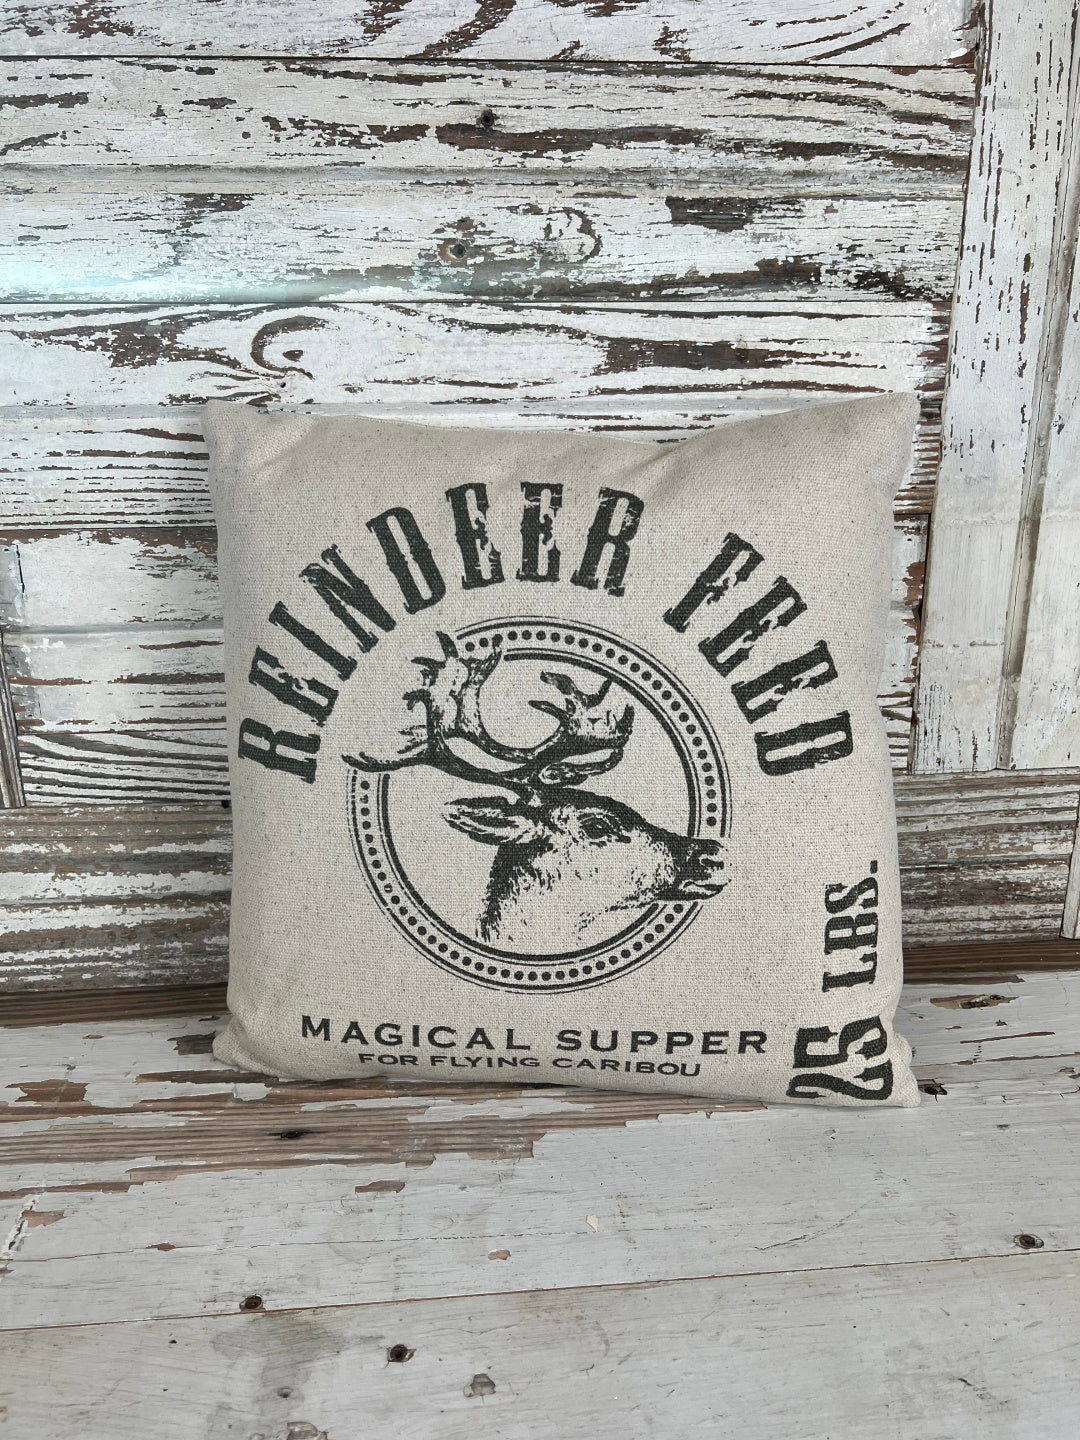 REINDEER FEED
MAGICAL SUPPER
FOR FLYING CARIBOU
25 LBS.